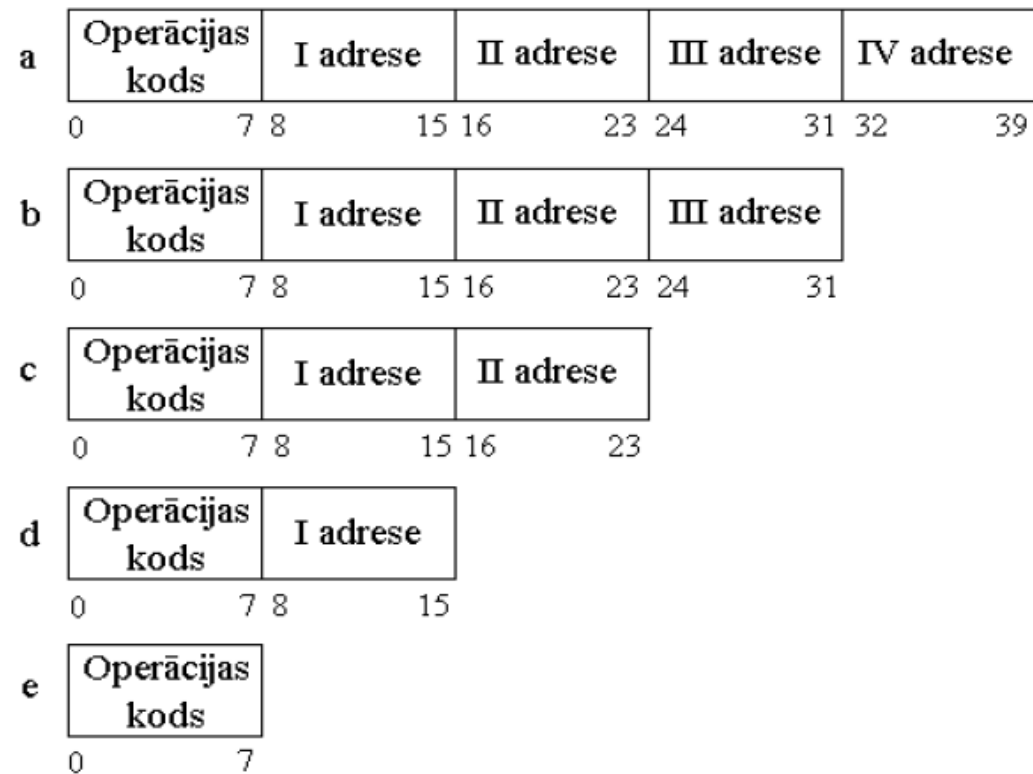 a
Operācijas
kods
I adrese
II adrese
III adrese
IV adrese
0 7 8 15 16 23 24 31 32 39
b
Operācijas
kods
I adrese
II adrese
III adrese
0 7 8 15 16 23 24 31
c
Operācijas
kods
I adrese
II adrese
0 7 8 15 16 23
d
Operācijas
kods
I adrese
0 7 8 15
e
Operācijas
kods
0 7